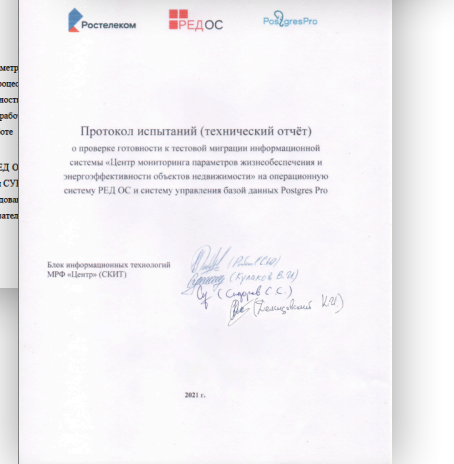 Ростелеком
РЕД ОС
PostgresPro
Протокол испытаний (технический отчёт)
о проверке готовности к тестовой миграции информационной
системы «Центр мониторинга параметров жизнеобеспечения и
энергоэффективности объектов недвижимости» на операционную
систему РЕД ОС и систему управления базой данных Postgres Pro
Блок информационных технологий
МРФ «Центр» (СКИТ)
(Кулаков В.И)
(Сидоров С.С.)
2021 г.